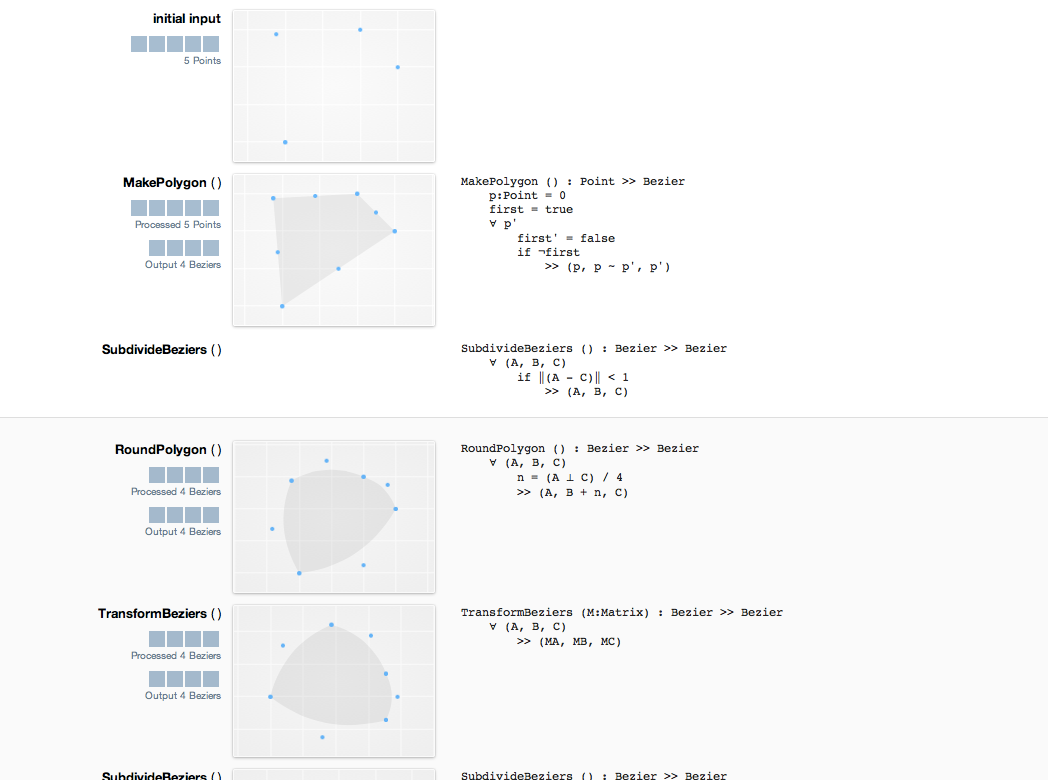 initial input
5 Points
MakePolygon ( )
Processed 5 Points
Output 4 Beziers
MakePolygon () : Point >> Bezier
p:Point = 0
first = true
∀ p'
first' = false
if ¬first
>> (p, p ~ p', p')
SubdivideBeziers ( )
SubdivideBeziers () : Bezier >> Bezier
∀ (A, B, C)
if ‖(A − C)‖ < 1
>> (A, B, C)
RoundPolygon ( )
Processed 4 Beziers
Output 4 Beziers
RoundPolygon () : Bezier >> Bezier
∀ (A, B, C)
n = (A ⊥ C) / 4
>> (A, B + n, C)
TransformBeziers ( )
Processed 4 Beziers
Output 4 Beziers
TransformBeziers (M:Matrix) : Bezier >> Bezier
∀ (A, B, C)
>> (MA, MB, MC)
SubdivideBeziers ( )
SubdivideBeziers () : Bezier >> Bezier